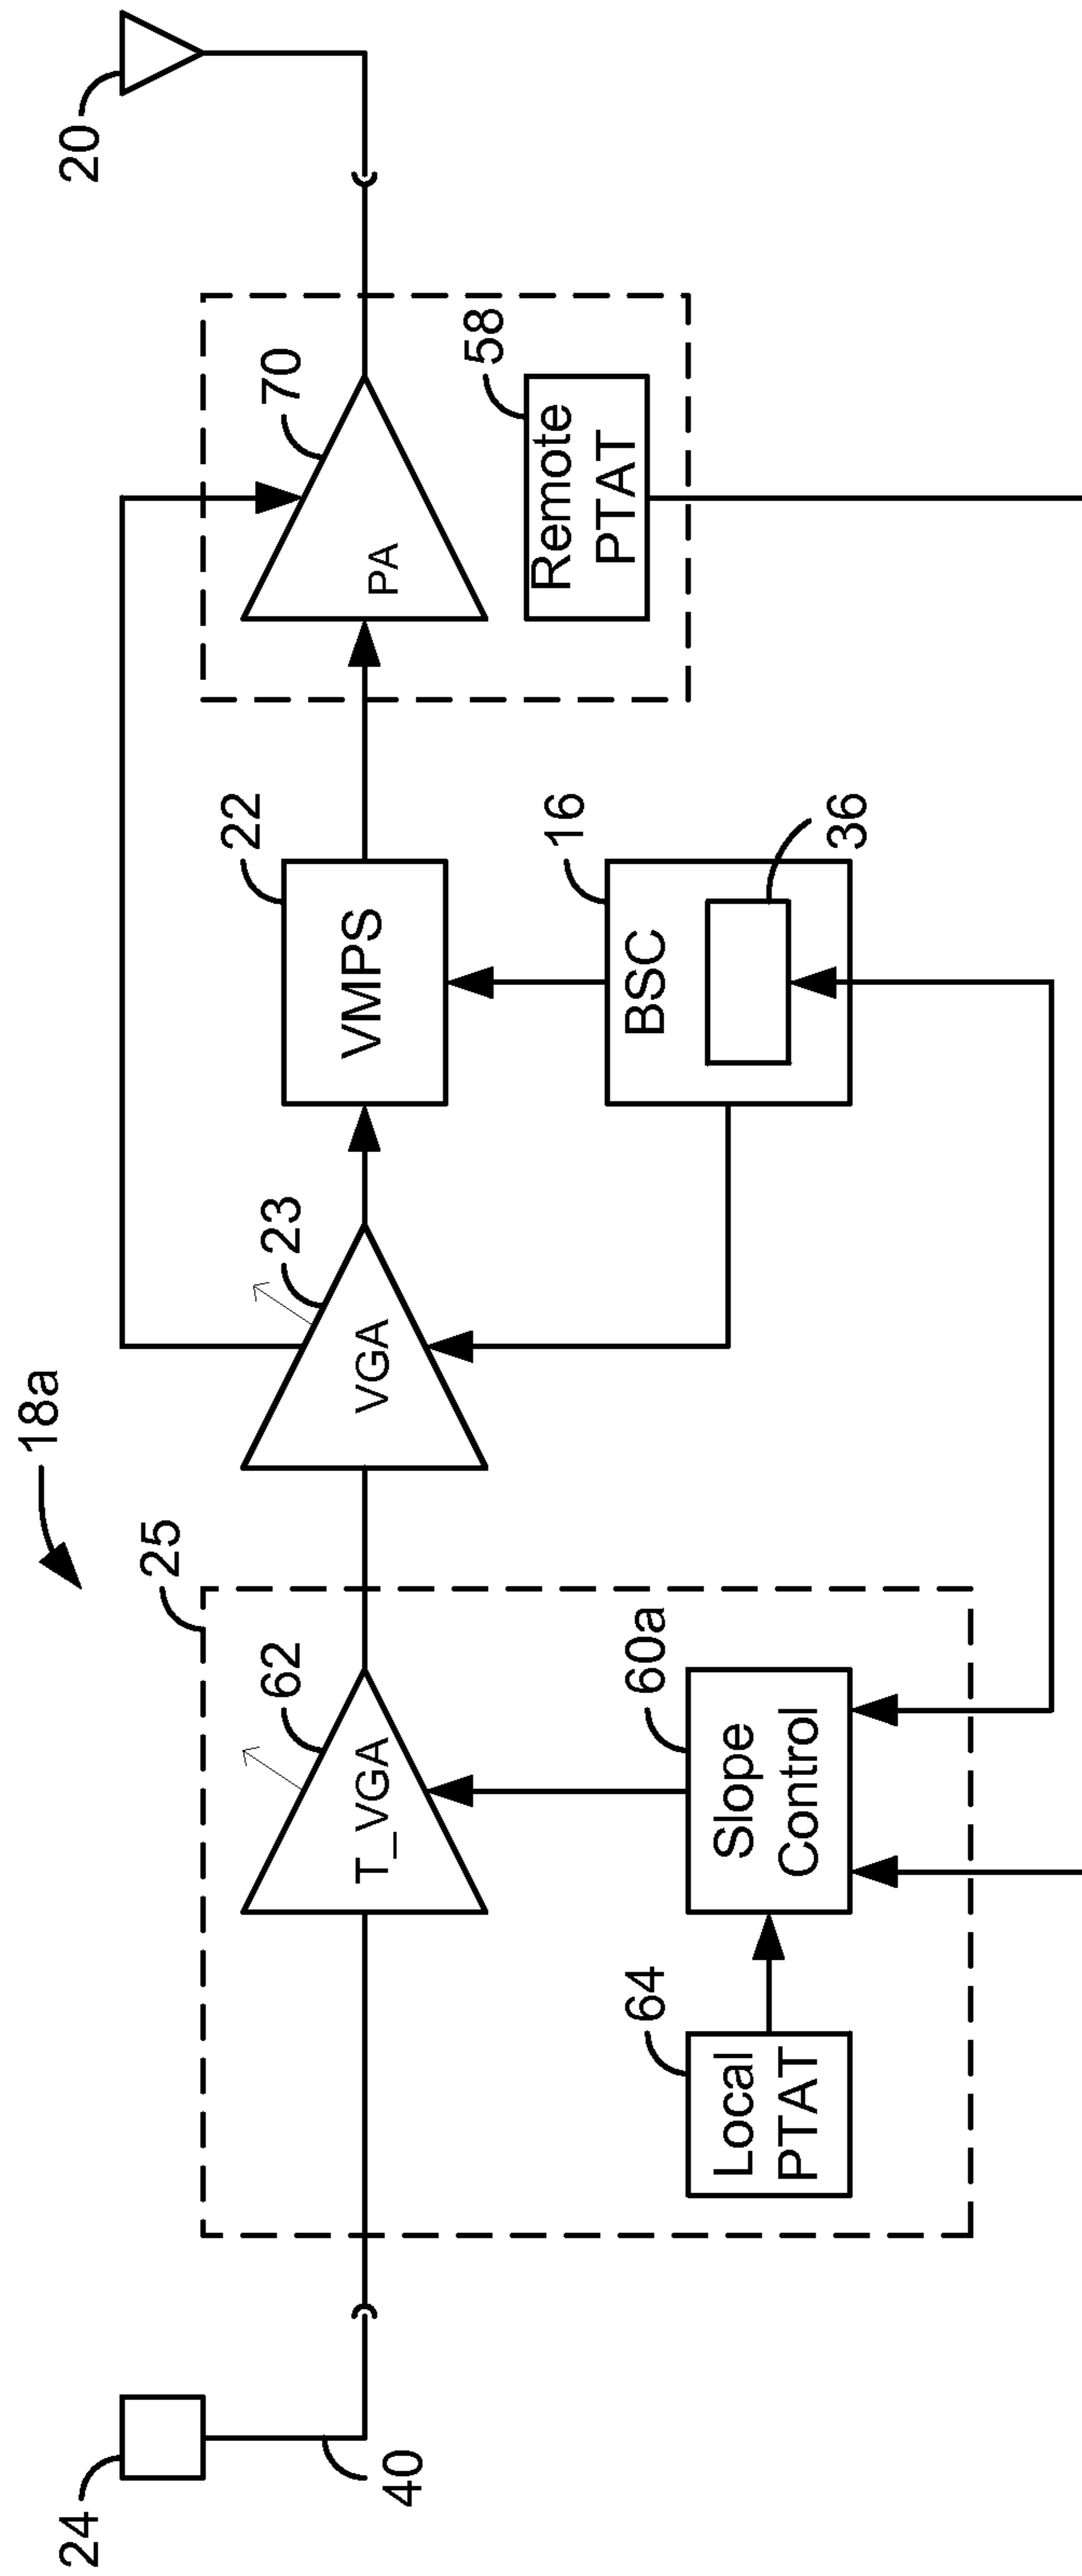 18a
24
40
25
62
T_VGA
64
Local
PTAT
60a
Slope
Control
23
VGA
22
VMPS
16
BSC
36
70
PA
58
Remote
PTAT
20